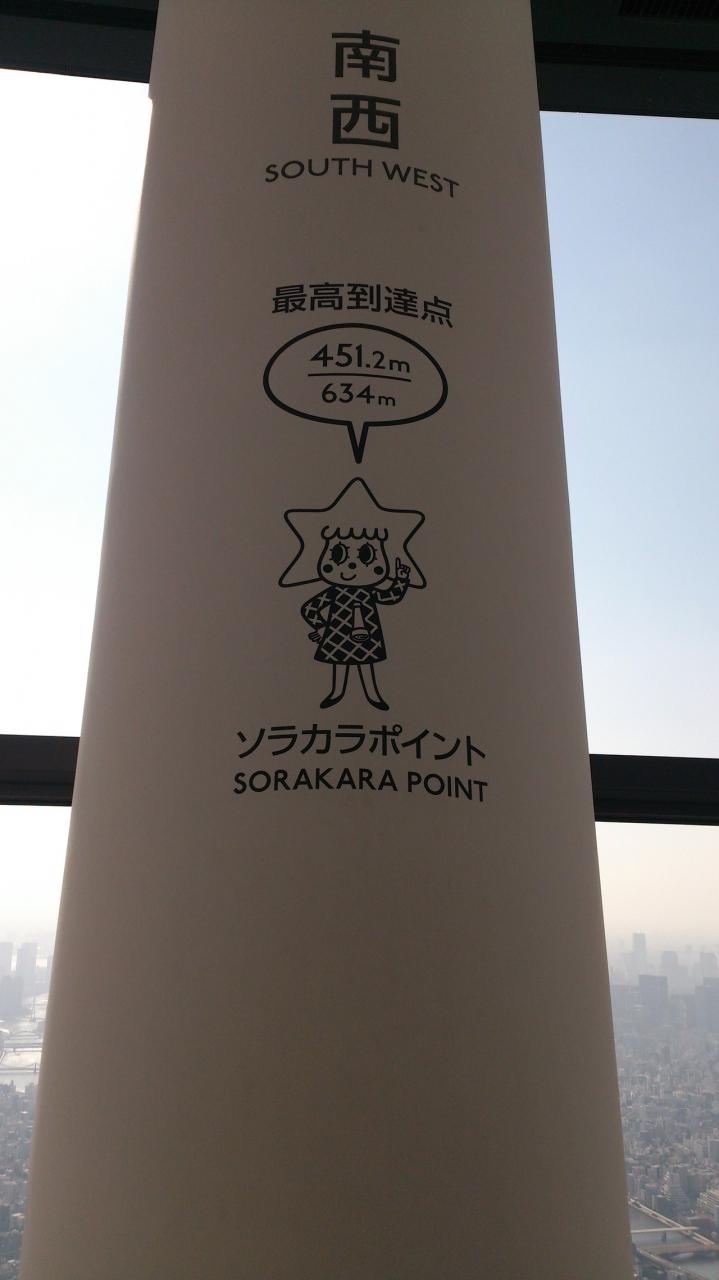 南
西
SOUTH WEST
最高到達点
451.2m
634m
ソラカラポイント
SORAKARA POINT